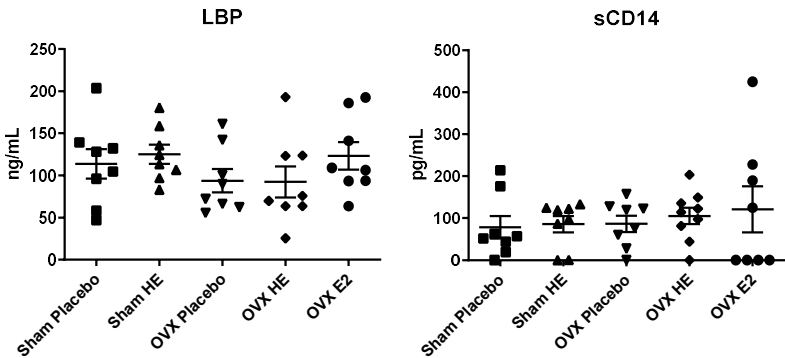 LBP
250
200
150
100
50
0
ng/mL
Sham Placebo
Sham HE
OVX Placebo
OVX HE
OVX E2
sCD14
500
400
300
200
100
0
pg/mL
Sham Placebo
Sham HE
OVX Placebo
OVX HE
OVX E2